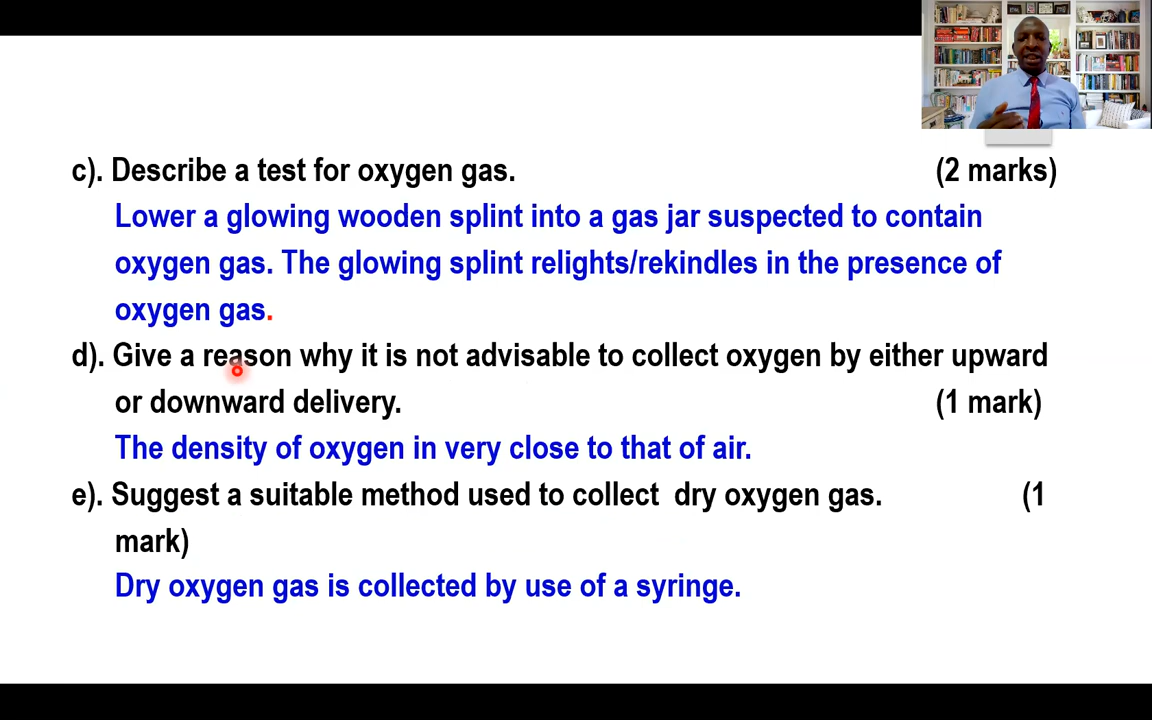 c). Describe a test for oxygen gas. (2 marks)
Lower a glowing wooden splint into a gas jar suspected to contain
oxygen gas. The glowing splint relights/rekindles in the presence of
oxygen gas.
d). Give a reason why it is not advisable to collect oxygen by either upward
or downward delivery. (1 mark)
The density of oxygen in very close to that of air.
e). Suggest a suitable method used to collect dry oxygen gas. (1
mark)
Dry oxygen gas is collected by use of a syringe.